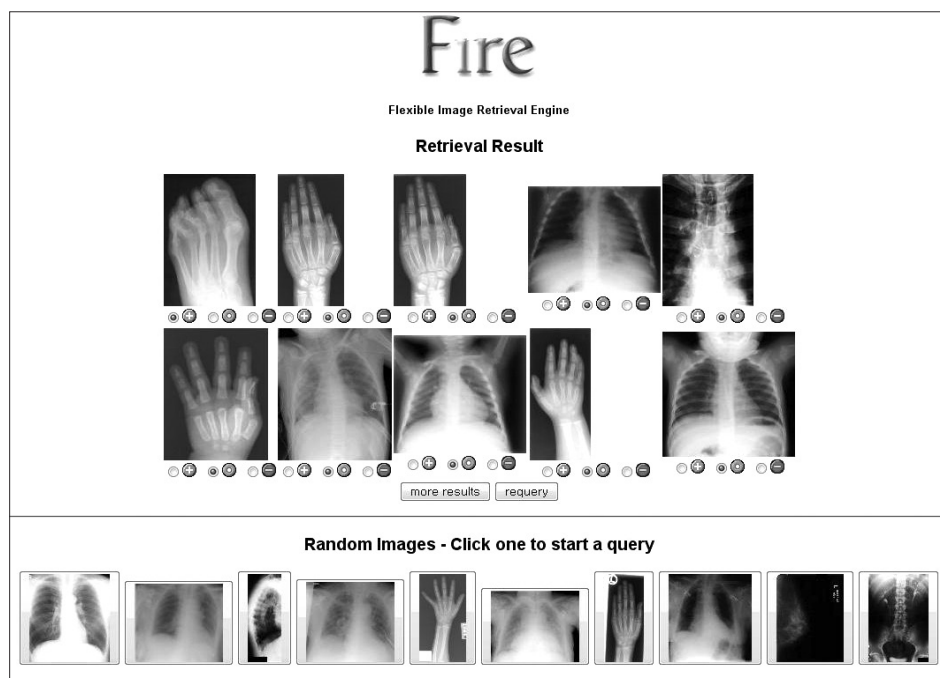 Fire
Flexible Image Retrieval Engine
Retrieval Result
more results requery
Random Images - Click one to start a query